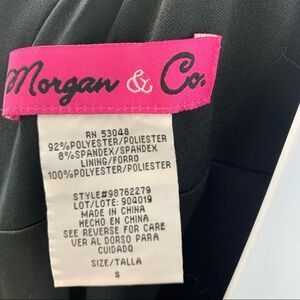 Morgan & Co.
RN 53048
92%POLYESTER/POLIESTER
8%SPANDEX/SPANDEX
LINING/FORRO
100%POLYESTER/POLIESTER
STYLE#98762279
LOT/LOTE: 904019
MADE IN CHINA
HECHO EN CHINA
SEE REVERSE FOR CARE
VER AL DORSO PARA
CUIDADO
SIZE/TALLA
S